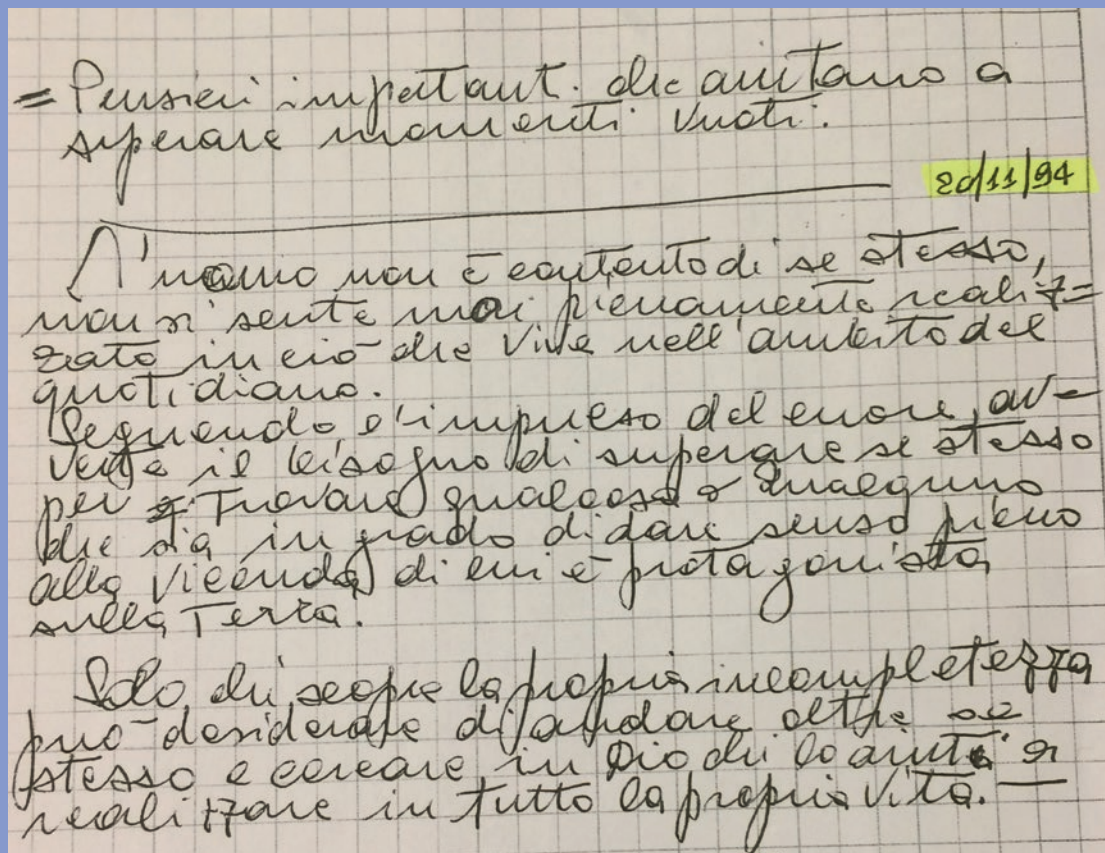 = Pensieri important. che aiutano a
superare momenti vuoti.
20/11/94
L'uomo non è contento di se stesso,
non si sente mai pienamente realiz=
zato in ciò che vive nell'ambito del
quotidiano.
Seguendo l'impulso del cuore, av-
verte il bisogno di superare se stesso
per trovare qualcosa o qualcuno
che sia in grado di dare senso pieno
alla vicenda di cui è protagonista
sulla Terra.
Solo chi scopre la propria incompletezza
può desiderare di andare oltre se
stesso e cercare in Dio chi lo aiuti a
realizzare in tutto la propria vita.